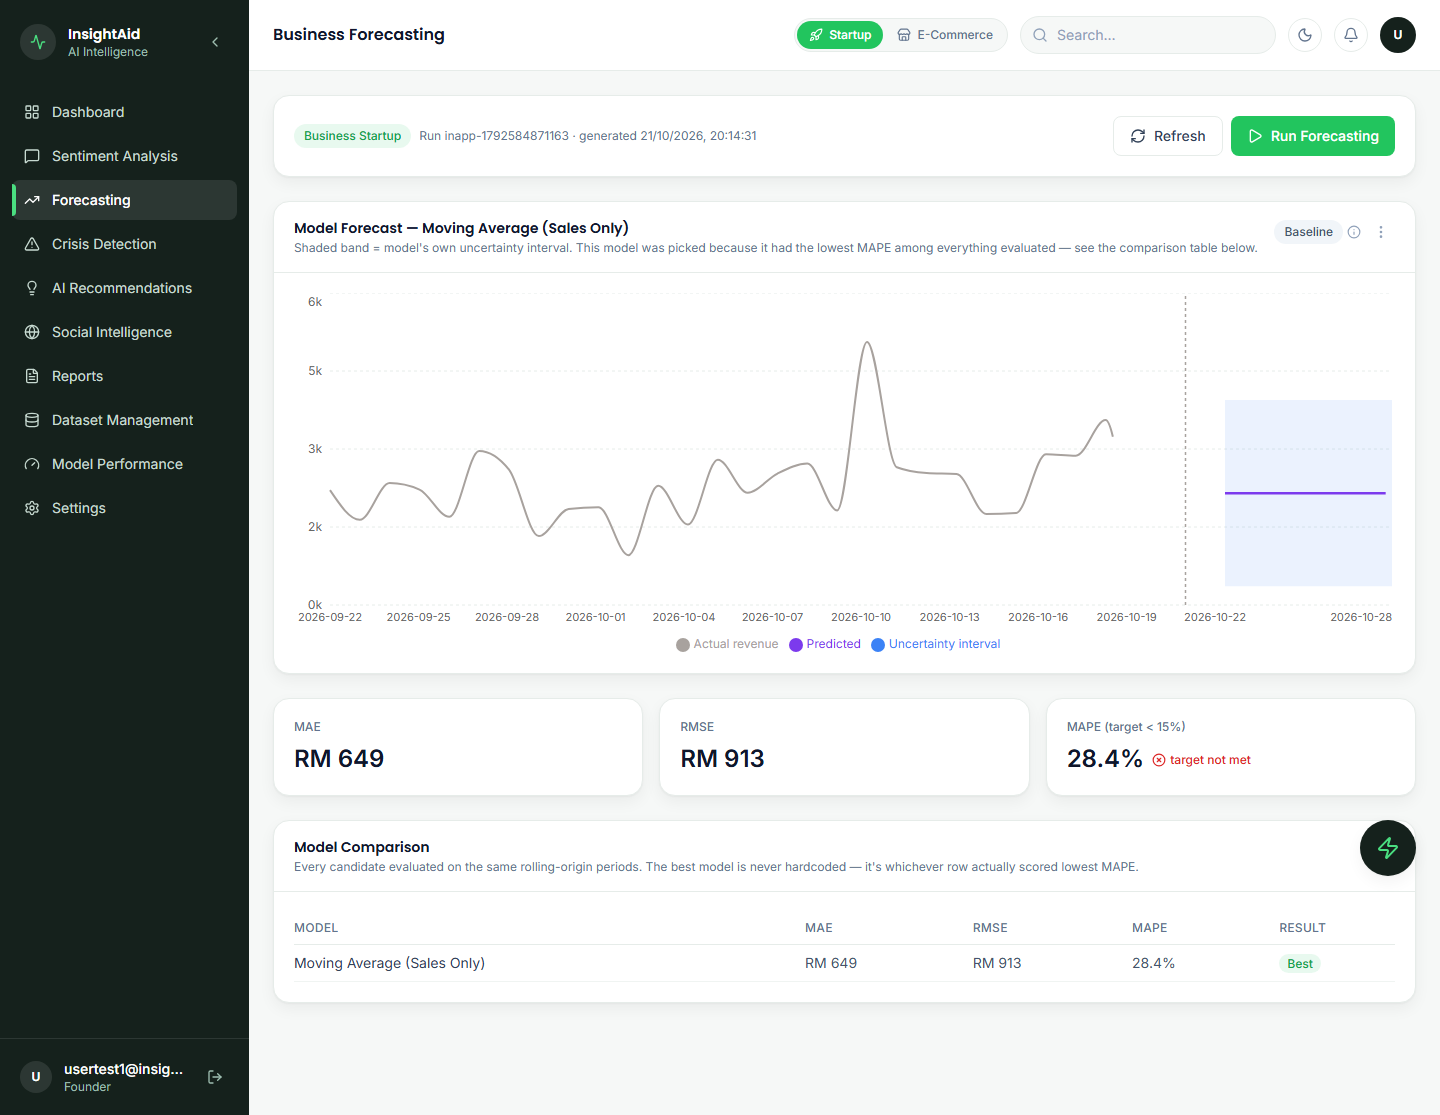 InsightAid
AI Intelligence
Dashboard
Sentiment Analysis
Forecasting
Crisis Detection
AI Recommendations
Social Intelligence
Reports
Dataset Management
Model Performance
Settings
U
usertest1@insig...
Founder
Business Forecasting
Startup
E-Commerce
Search...
U
Business Startup
Run inapp-1792584871163 · generated 21/10/2026, 20:14:31
Refresh
Run Forecasting
Model Forecast — Moving Average (Sales Only)
Shaded band = model's own uncertainty interval. This model was picked because it had the lowest MAPE among everything evaluated — see the comparison table below.
Baseline
6k
5k
3k
2k
0k
2026-09-22 2026-09-25 2026-09-28 2026-10-01 2026-10-04 2026-10-07 2026-10-10 2026-10-13 2026-10-16 2026-10-19 2026-10-22 2026-10-28
Actual revenue Predicted Uncertainty interval
MAE
RM 649
RMSE
RM 913
MAPE (target < 15%)
28.4% target not met
Model Comparison
Every candidate evaluated on the same rolling-origin periods. The best model is never hardcoded — it's whichever row actually scored lowest MAPE.
MODEL MAE RMSE MAPE RESULT
Moving Average (Sales Only) RM 649 RM 913 28.4% Best